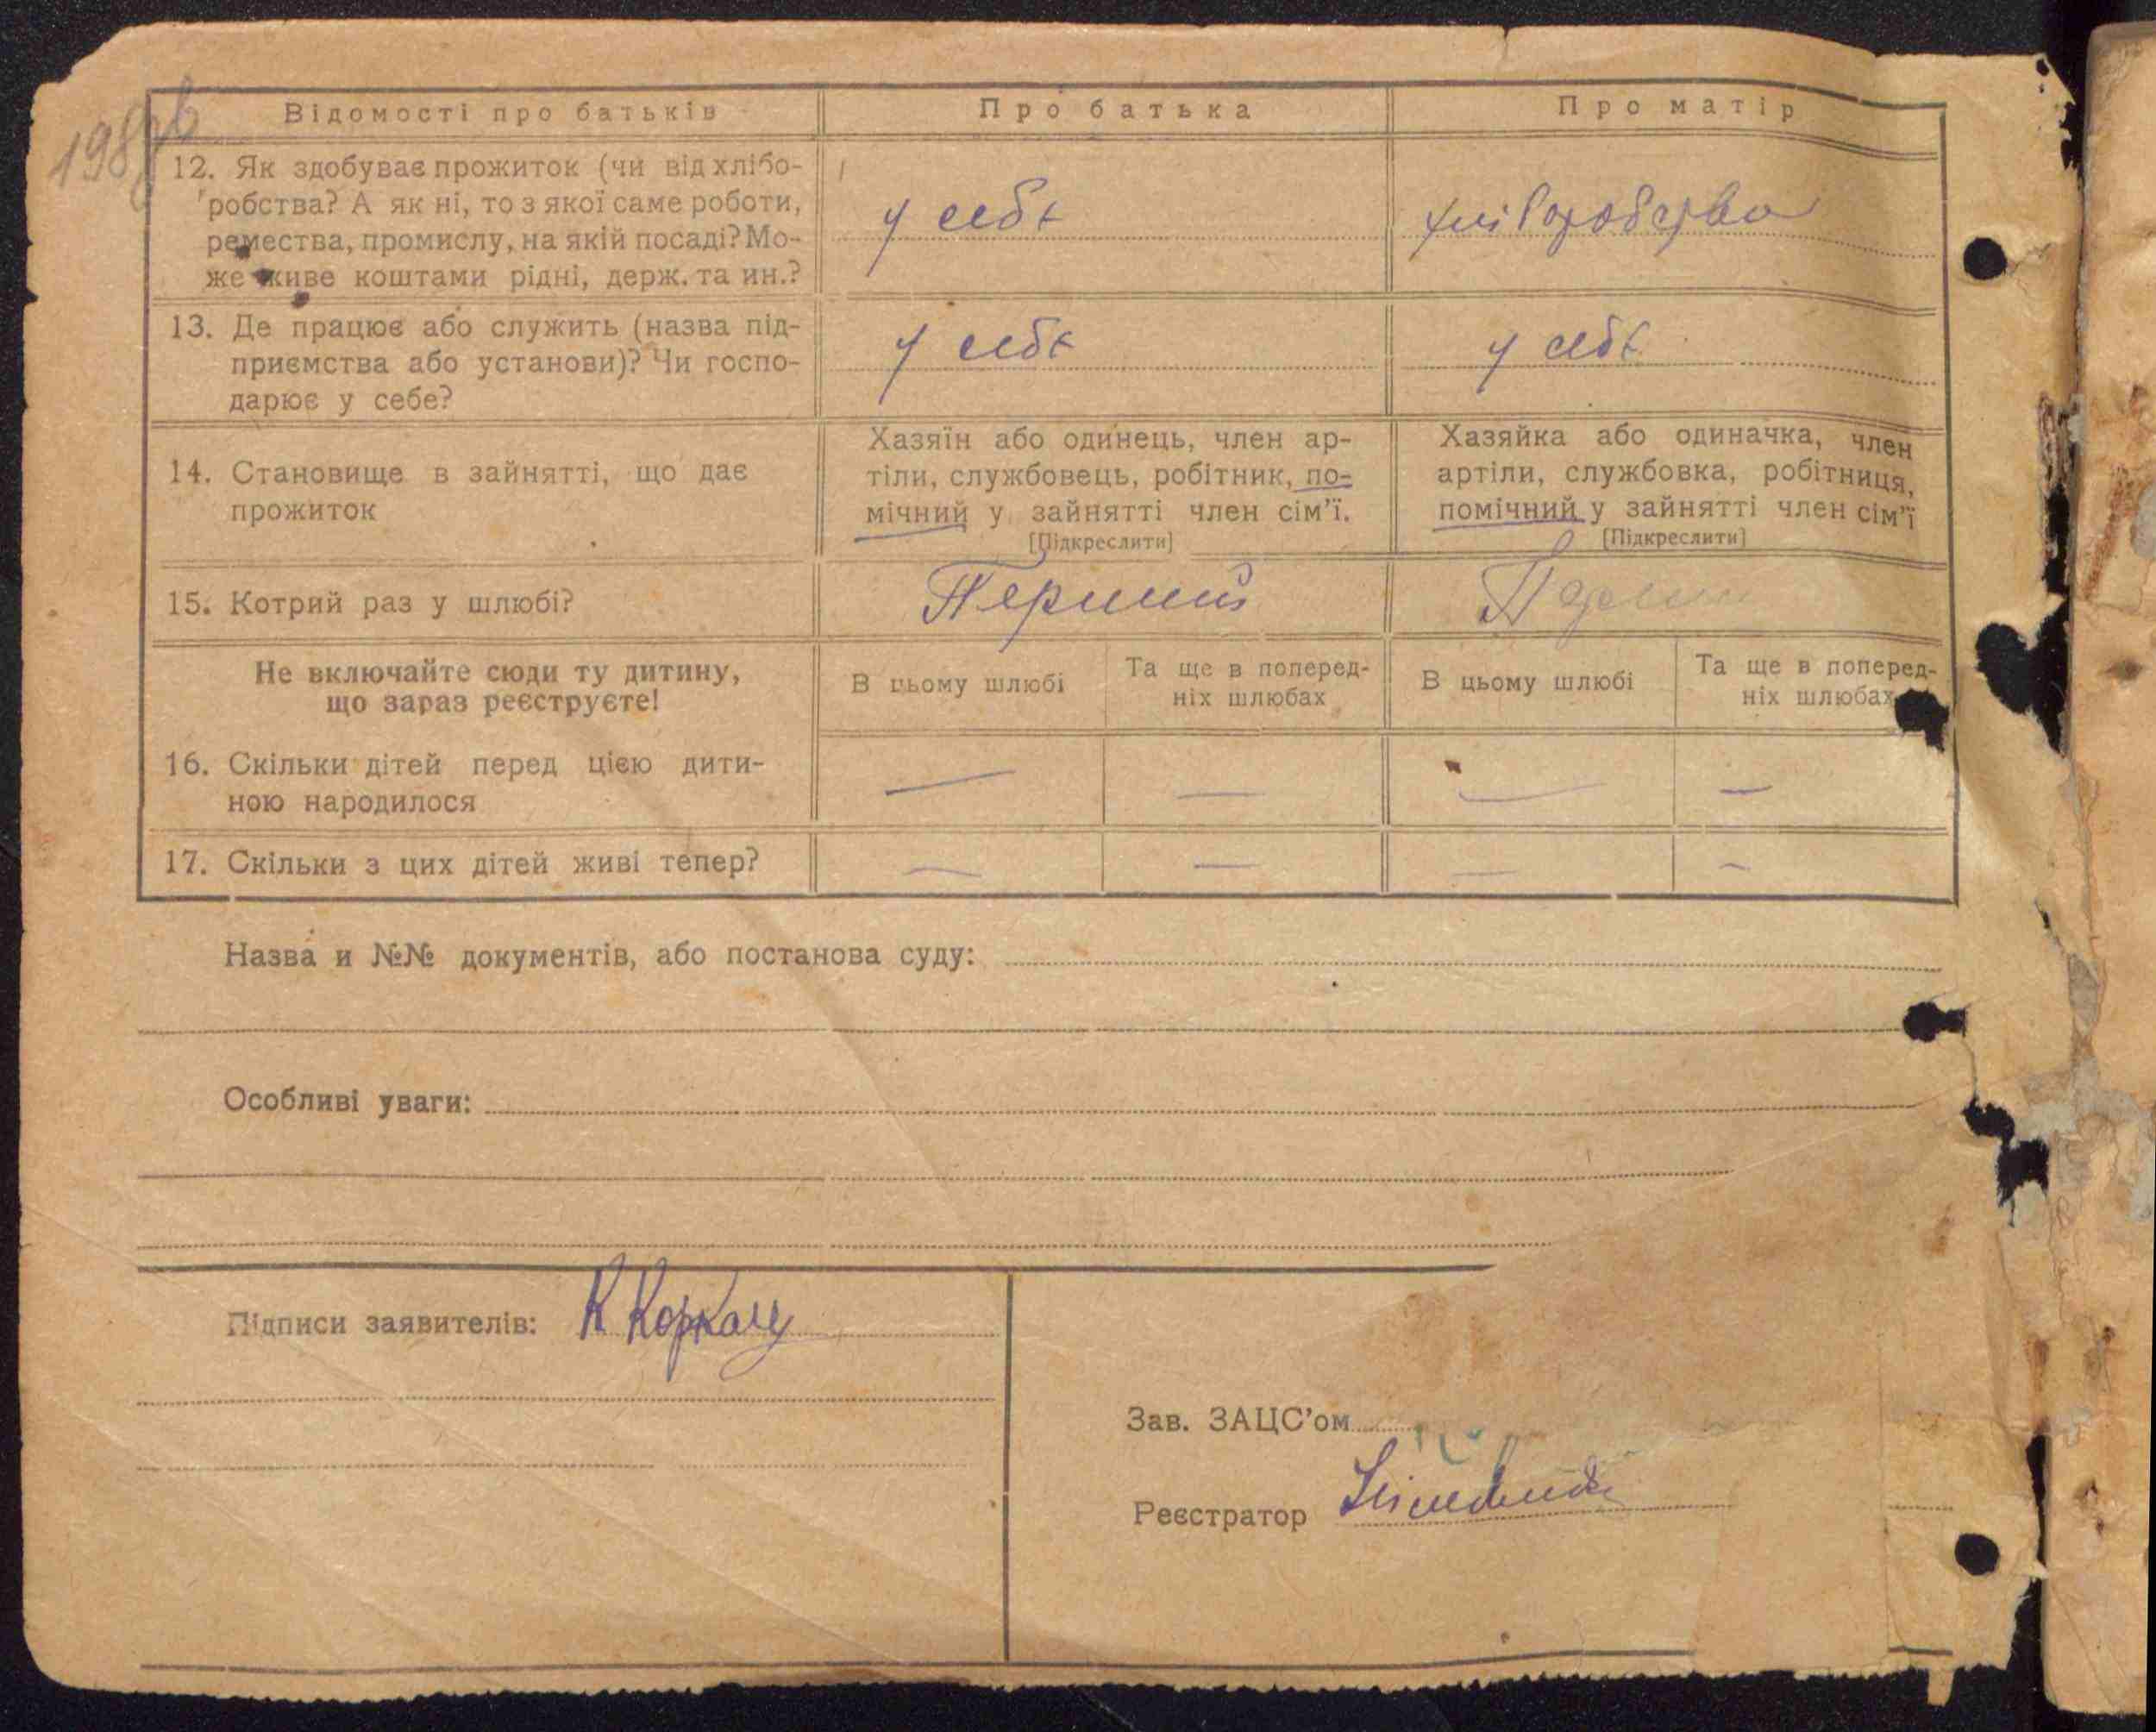 198зв
Відомості про батьків
Про батька
Про матір
12. Як здобуває прожиток (чи від хлібо-
робства? А як ні, то з якої саме роботи,
ремества, промислу, на якій посаді? Мо-
же живе коштами рідні, держ. та ин.?
у себе
хліборобство
13. Де працює або служить (назва під-
приємства або установи)? Чи госпо-
дарює у себе?
у себе
у себе
14. Становище в зайнятті, що дає
прожиток
Хазяїн або одинець, член ар-
тіли, службовець, робітник, по-
мічний у зайнятті член сім'ї.
[Підкреслити]
Хазяйка або одиначка, член
артіли, службовка, робітниця,
помічний у зайнятті член сім'ї
[Підкреслити]
15. Котрий раз у шлюбі?
Перший
Не включайте сюди ту дитину,
що зараз реєструєте!
В цьому шлюбі
Та ще в поперед-
ніх шлюбах
В цьому шлюбі
Та ще в поперед-
ніх шлюбах
16. Скільки дітей перед цією дити-
ною народилося
— — — —
17. Скільки з цих дітей живі тепер?
— — — —
Назва и №№ документів, або постанова суду:
Особливі уваги:
Підписи заявителів: К Коркац
Зав. ЗАЦС'ом
Реєстратор